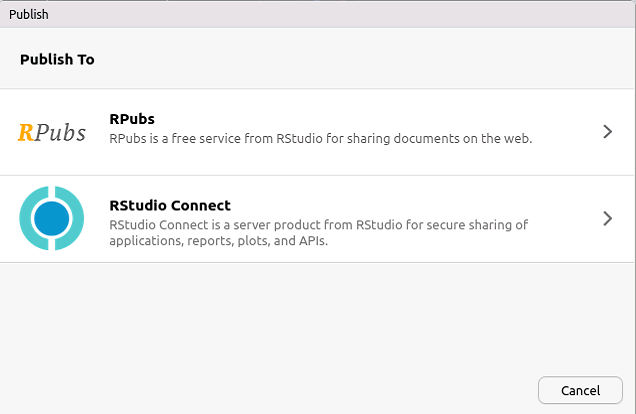 Publish
Publish To
RPubs
RPubs
RPubs is a free service from RStudio for sharing documents on the web.
RStudio Connect
RStudio Connect is a server product from RStudio for secure sharing of
applications, reports, plots, and APIs.
Cancel